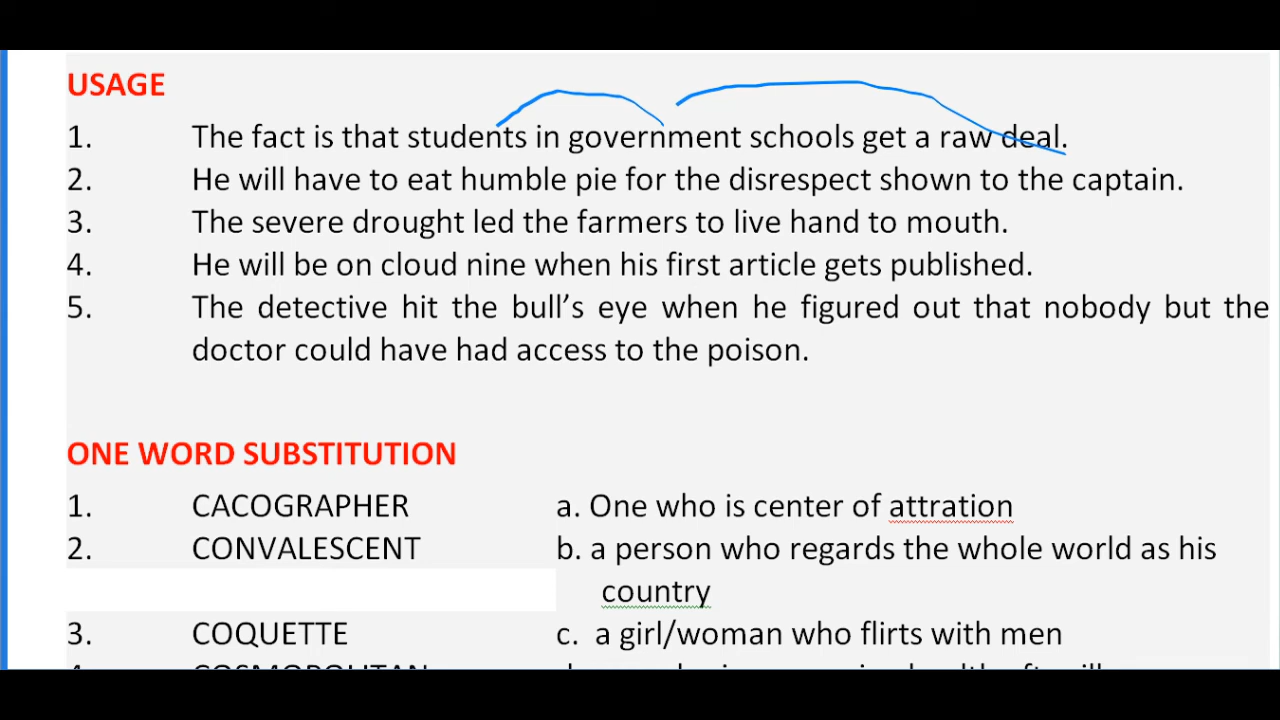 USAGE
1. The fact is that students in government schools get a raw deal.
2. He will have to eat humble pie for the disrespect shown to the captain.
3. The severe drought led the farmers to live hand to mouth.
4. He will be on cloud nine when his first article gets published.
5. The detective hit the bull’s eye when he figured out that nobody but the
doctor could have had access to the poison.
ONE WORD SUBSTITUTION
1. CACOGRAPHER a. One who is center of attration
2. CONVALESCENT b. a person who regards the whole world as his
country
3. COQUETTE c. a girl/woman who flirts with men
4. COSMOPOLITAN